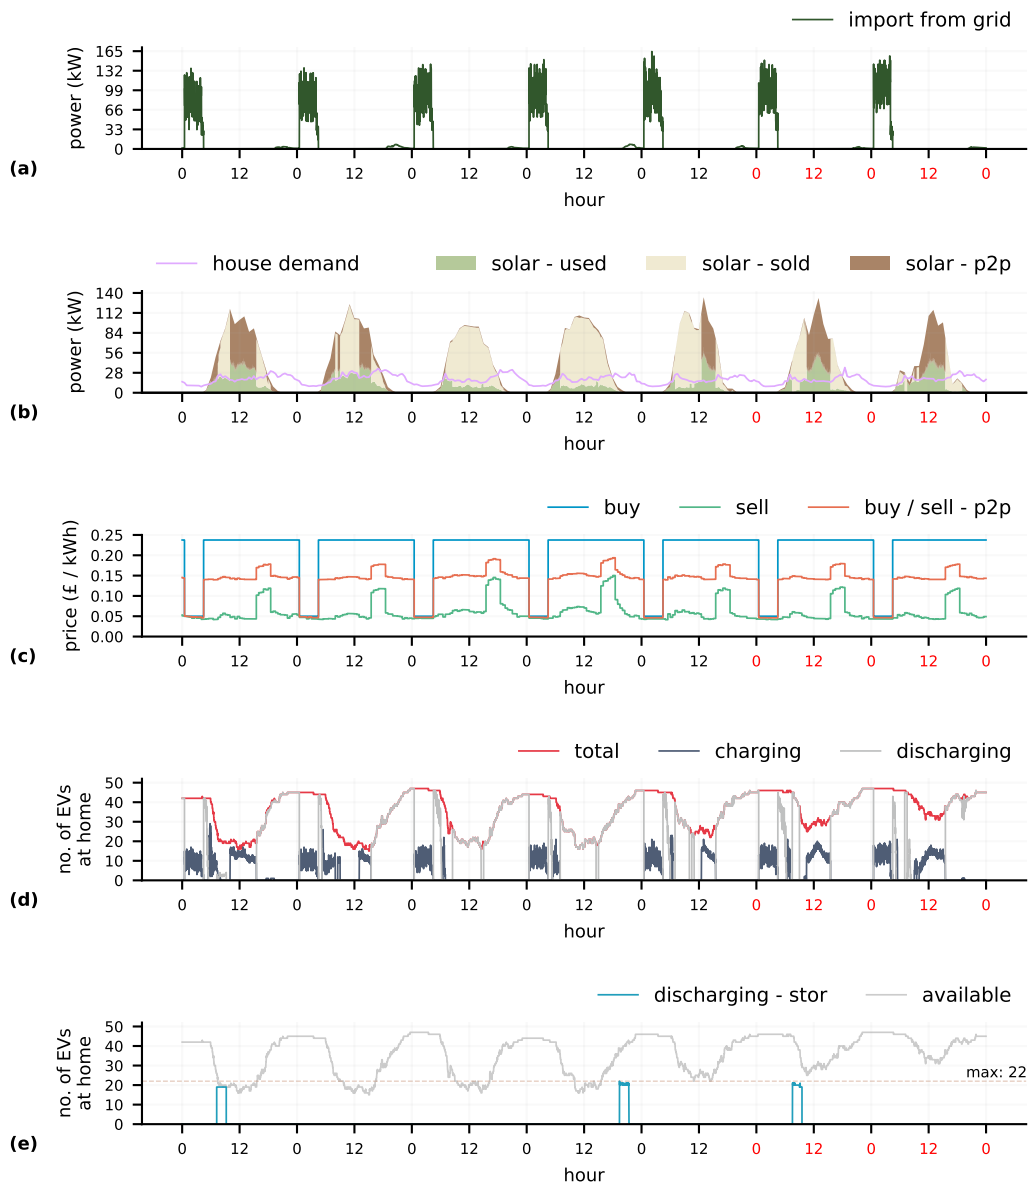 import from grid
165
132
99
66
33
0
power (kW)
0 12 0 12 0 12 0 12 0 12 0 12 0 12 0
hour
(a)
house demand solar - used solar - sold solar - p2p
140
112
84
56
28
0
power (kW)
0 12 0 12 0 12 0 12 0 12 0 12 0 12 0
hour
(b)
buy sell buy / sell - p2p
0.25
0.20
0.15
0.10
0.05
0.00
price (£ / kWh)
0 12 0 12 0 12 0 12 0 12 0 12 0 12 0
hour
(c)
total charging discharging
50
40
30
20
10
0
no. of EVs
at home
0 12 0 12 0 12 0 12 0 12 0 12 0 12 0
hour
(d)
discharging - stor available
50
40
30
20
10
0
no. of EVs
at home
max: 22
0 12 0 12 0 12 0 12 0 12 0 12 0 12 0
hour
(e)